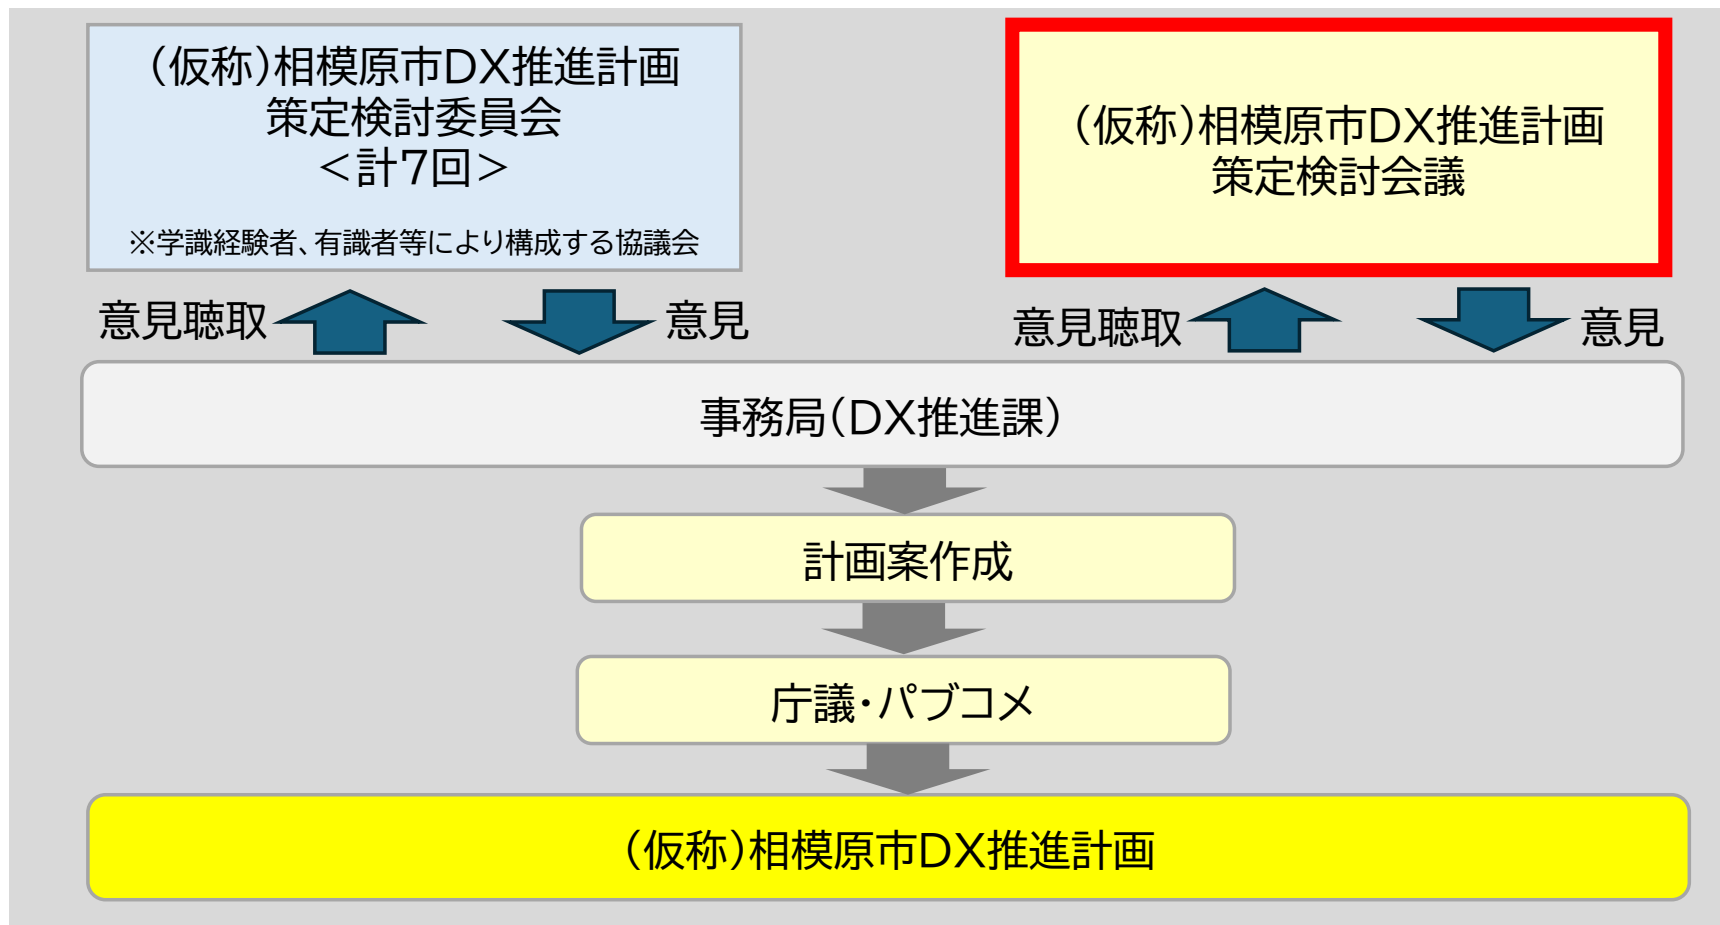 (仮称)相模原市DX推進計画
策定検討委員会
＜計7回＞
※学識経験者、有識者等により構成する協議会
(仮称)相模原市DX推進計画
策定検討会議
意見聴取
意見
意見聴取
意見
事務局(DX推進課)
計画案作成
庁議・パブコメ
(仮称)相模原市DX推進計画